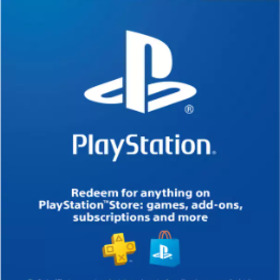 PlayStation®
Redeem for anything on
PlayStation™Store: games, add-ons,
subscriptions and more